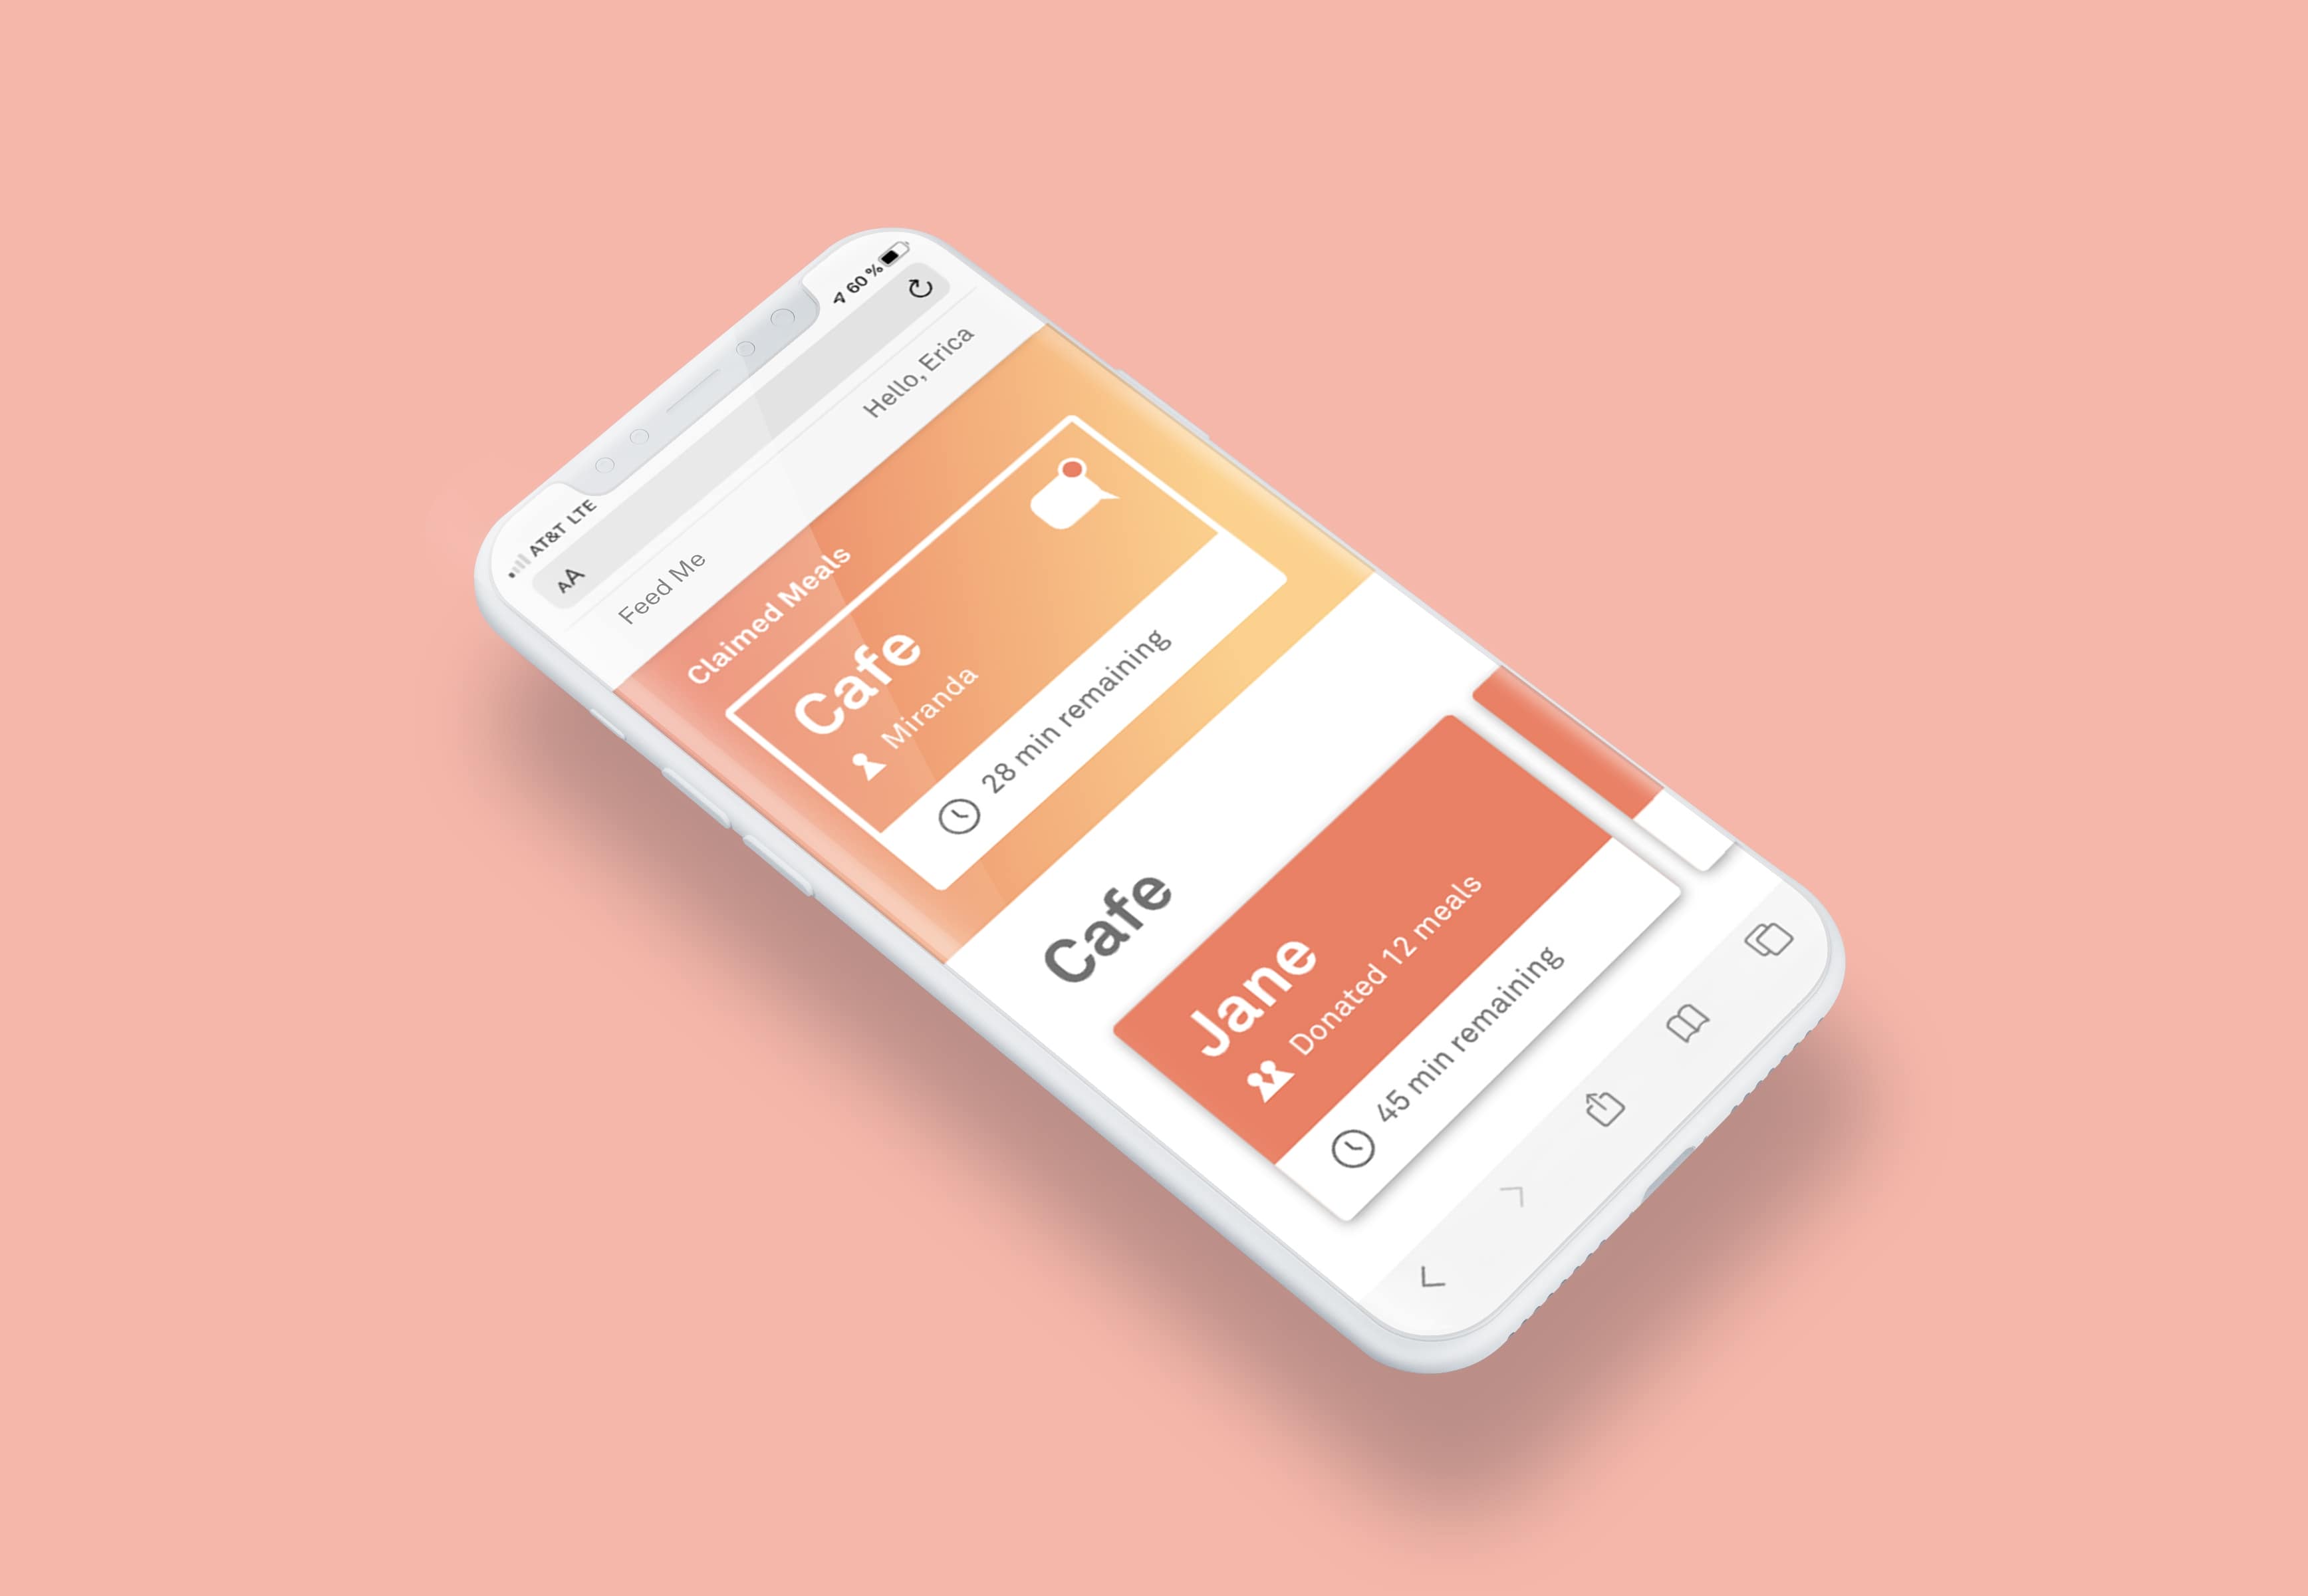 AT&T LTE
60 %
AA
Feed Me
Hello, Erica
Claimed Meals
Cafe
Miranda
28 min remaining
Cafe
Jane
Donated 12 meals
45 min remaining